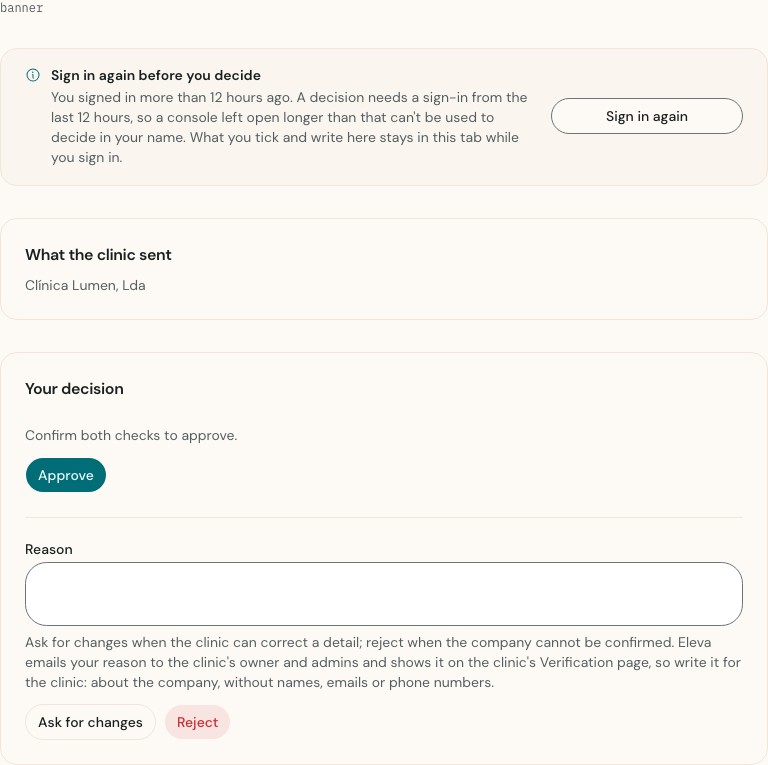 banner
Sign in again before you decide
You signed in more than 12 hours ago. A decision needs a sign-in from the
last 12 hours, so a console left open longer than that can't be used to
decide in your name. What you tick and write here stays in this tab while
you sign in.
Sign in again
What the clinic sent
Clínica Lumen, Lda
Your decision
Confirm both checks to approve.
Approve
Reason
Ask for changes when the clinic can correct a detail; reject when the company cannot be confirmed. Eleva
emails your reason to the clinic's owner and admins and shows it on the clinic's Verification page, so write it for
the clinic: about the company, without names, emails or phone numbers.
Ask for changes
Reject